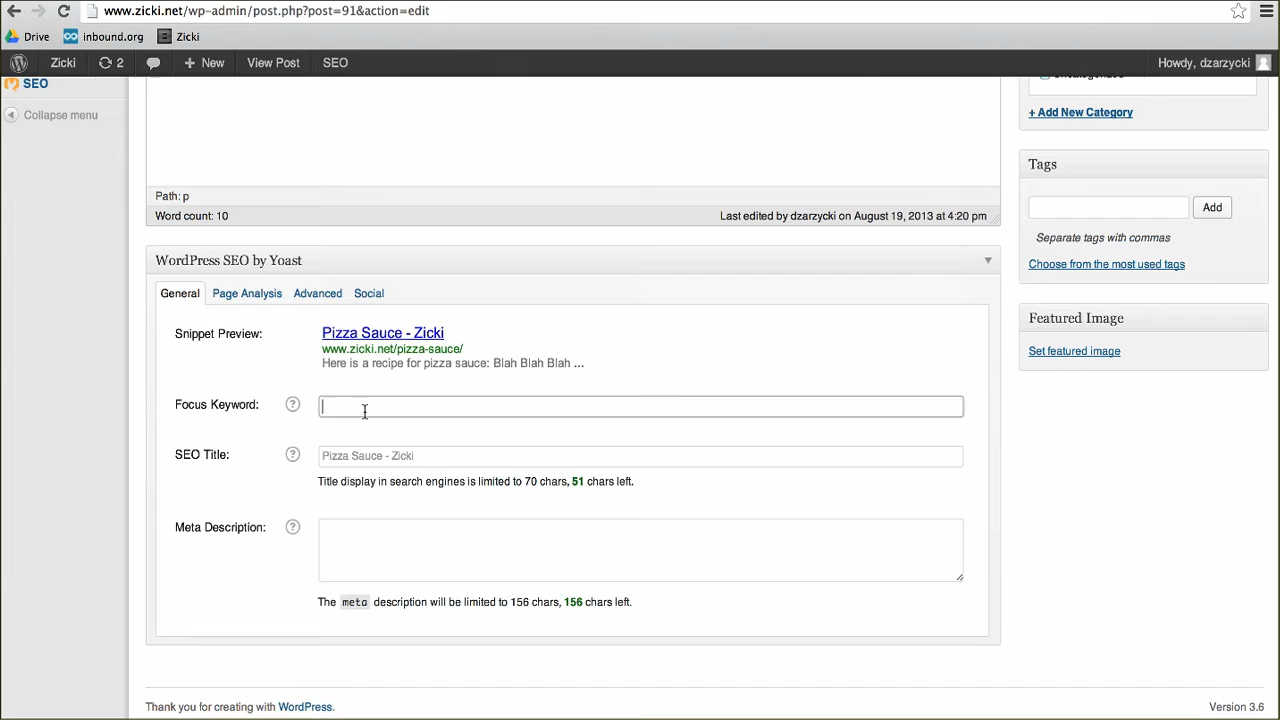 www.zicki.net/wp-admin/post.php?post=91&action=edit
Drive inbound.org Zicki
Zicki 2 New View Post SEO Howdy, dzarzycki
SEO
Collapse menu
Uncategorized
+ Add New Category
Path: p
Word count: 10 Last edited by dzarzycki on August 19, 2013 at 4:20 pm
Tags
Add
Separate tags with commas
Choose from the most used tags
Featured Image
Set featured image
WordPress SEO by Yoast
General Page Analysis Advanced Social
Snippet Preview: Pizza Sauce - Zicki
www.zicki.net/pizza-sauce/
Here is a recipe for pizza sauce: Blah Blah Blah ...
Focus Keyword: ?
SEO Title: ? Pizza Sauce - Zicki
Title display in search engines is limited to 70 chars, 51 chars left.
Meta Description: ?
The meta description will be limited to 156 chars, 156 chars left.
Thank you for creating with WordPress. Version 3.6